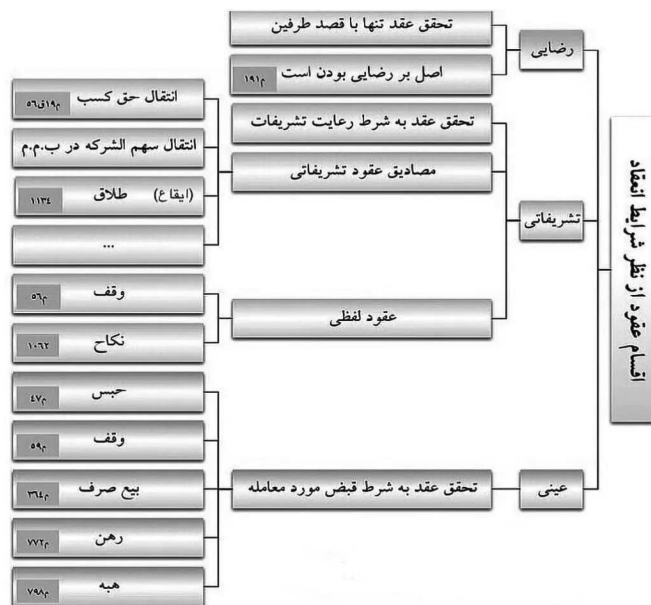 اقسام عقود از نظر شرایط انعقاد
رضایی
تحقق عقد تنها با قصد طرفین
اصل بر رضایی بودن است م۱۹۱
تشریفاتی
تحقق عقد به شرط رعایت تشریفات
مصادیق عقود تشریفاتی
انتقال حق کسب م۱۹ق۵۶
انتقال سهم الشرکه در ب.م.م
(ایقاع) طلاق ۱۱۳۴
...
عقود لفظی
وقف م۵۶
نکاح ۱۰۶۲
عینی
تحقق عقد به شرط قبض مورد معامله
حبس م۴۷
وقف م۵۹
بیع صرف م۳۶۴
رهن م۷۷۲
هبه م۷۹۸